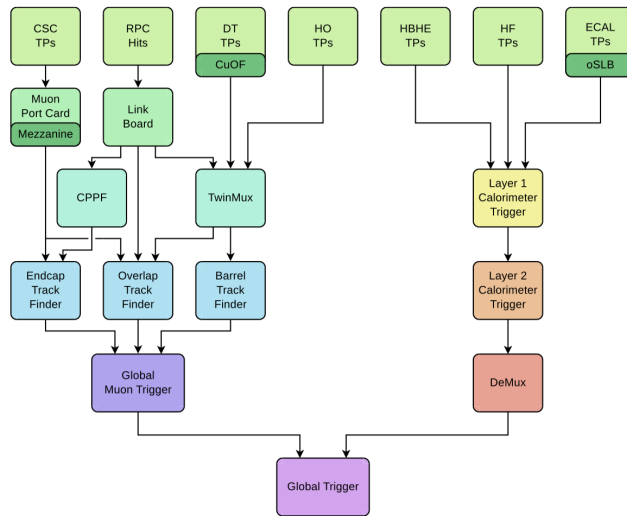 CSC
TPs
RPC
Hits
DT
TPs
CuOF
HO
TPs
HBHE
TPs
HF
TPs
ECAL
TPs
oSLB
Muon
Port Card
Mezzanine
Link
Board
CPPF
TwinMux
Layer 1
Calorimeter
Trigger
Endcap
Track
Finder
Overlap
Track
Finder
Barrel
Track
Finder
Layer 2
Calorimeter
Trigger
Global
Muon Trigger
DeMux
Global Trigger